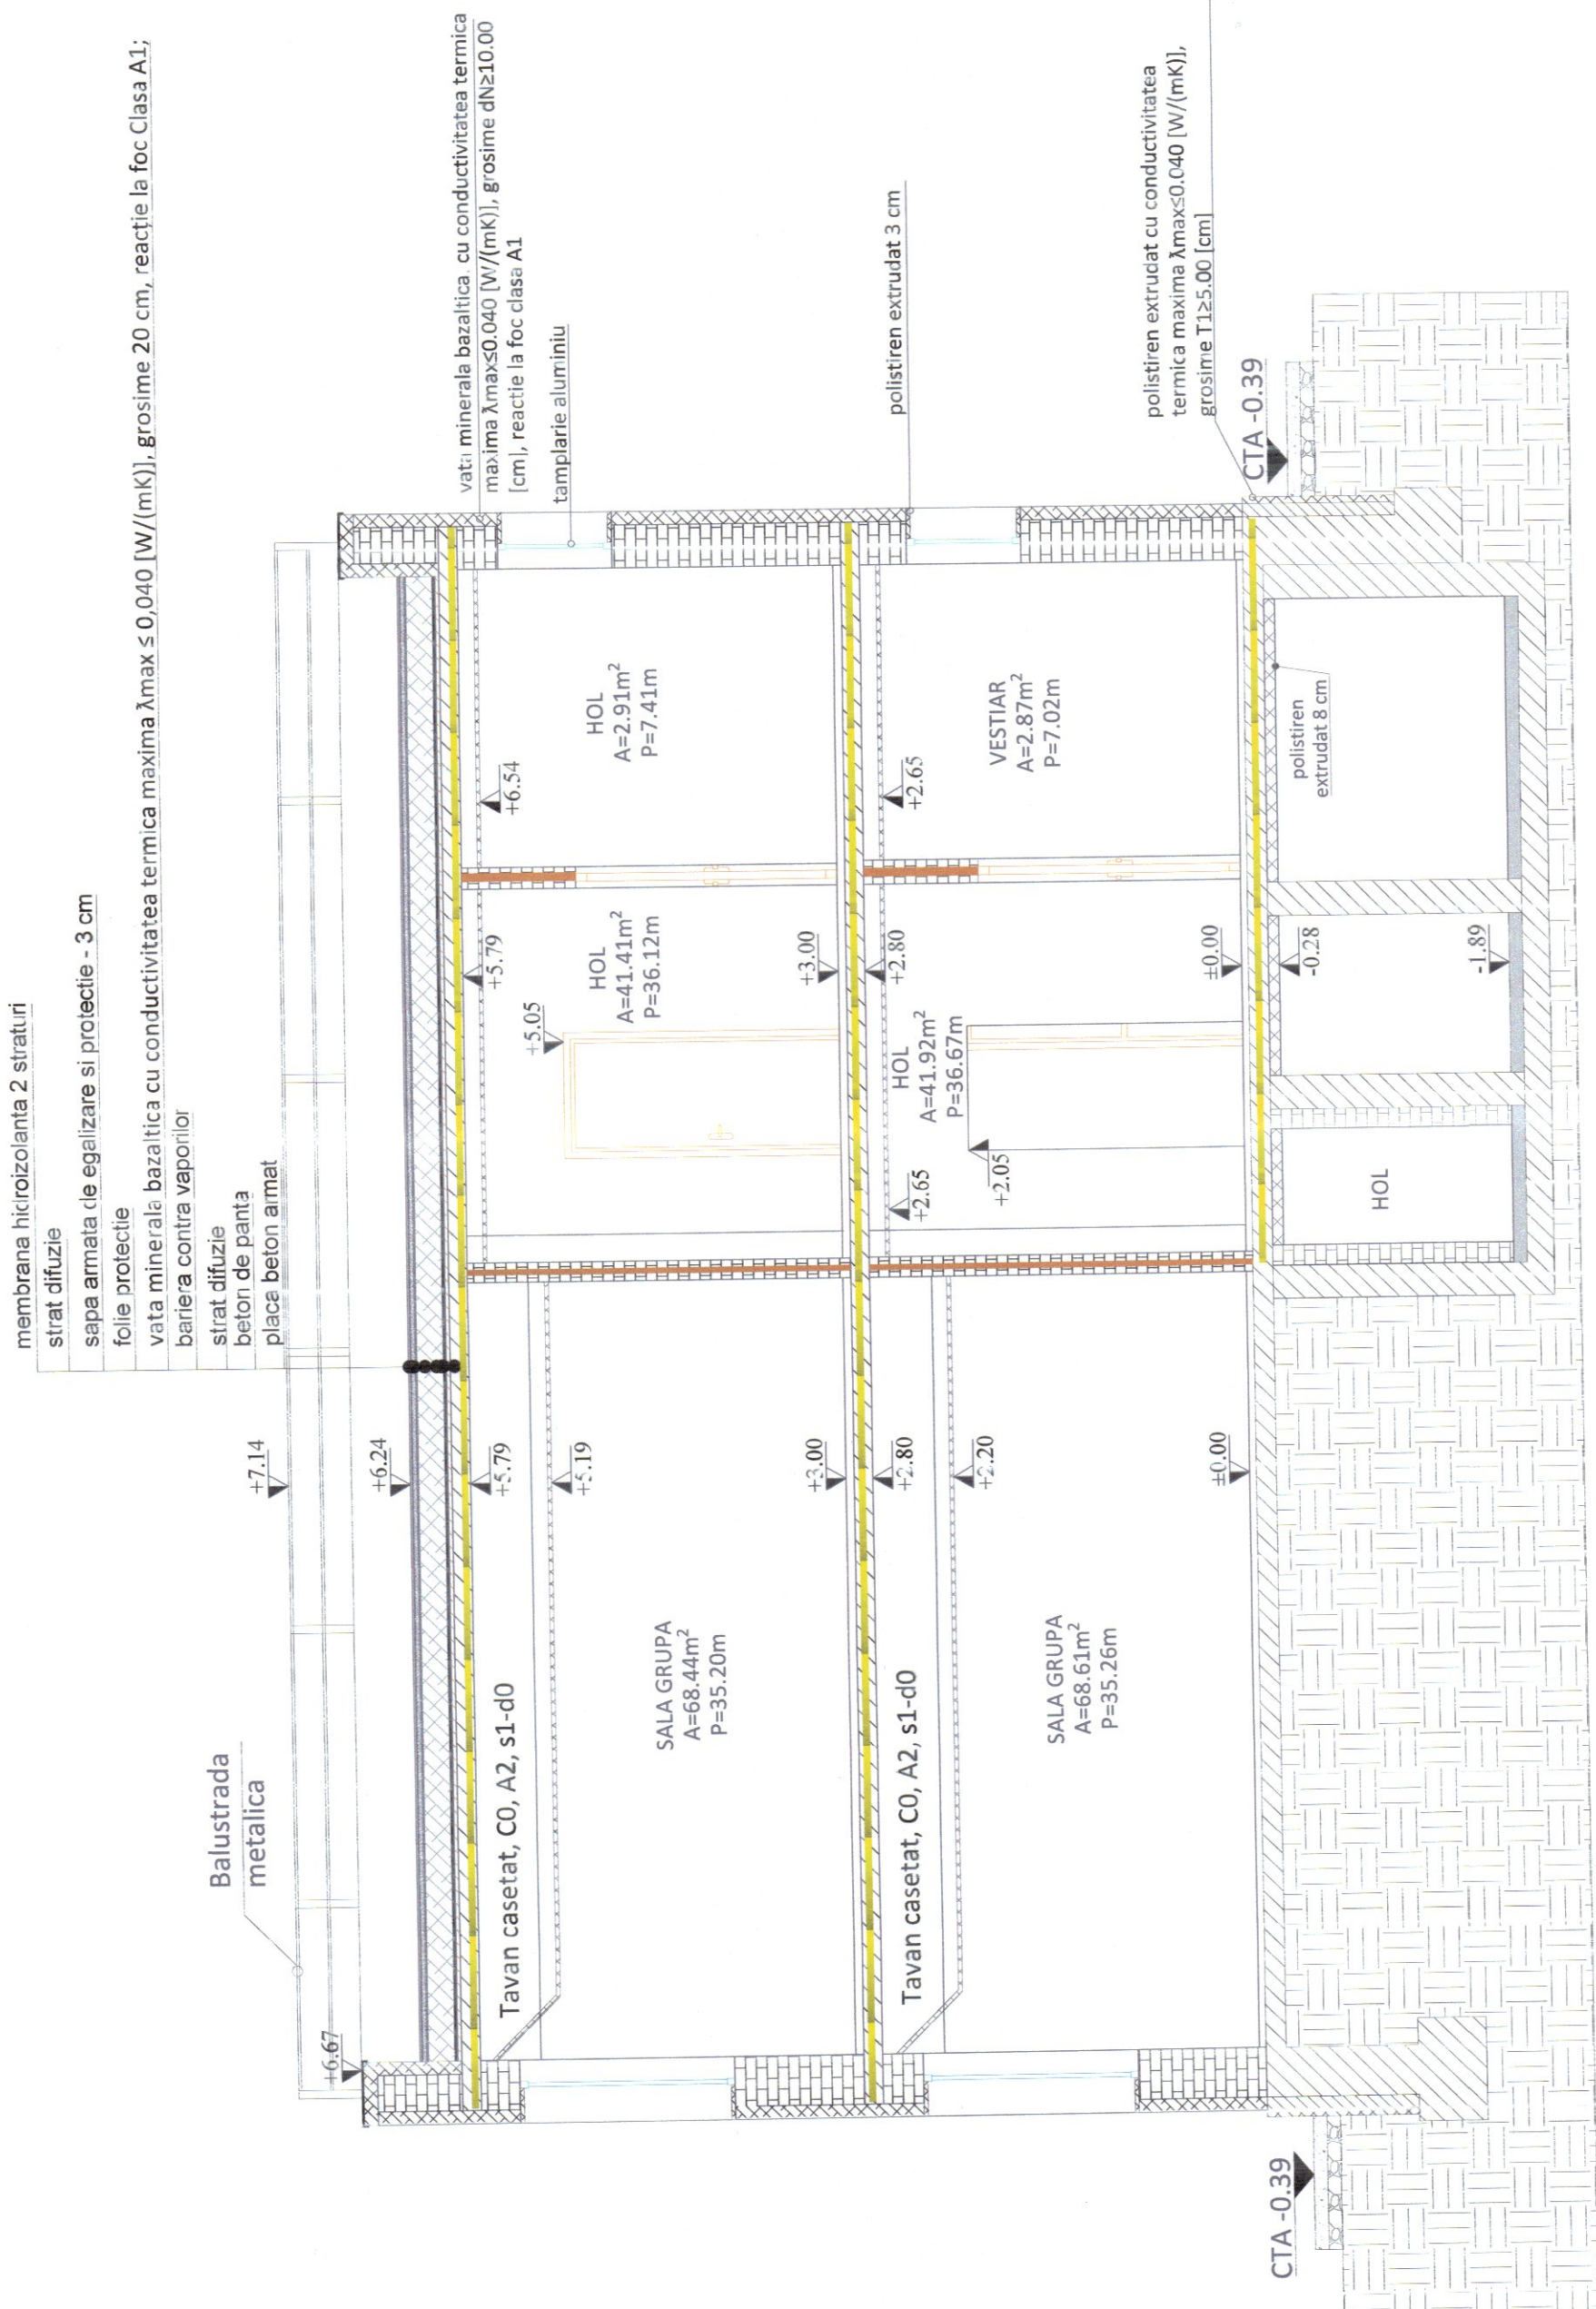 membrana hidroizolanta 2 straturi
strat difuzie
sapa armata de egalizare si protectie - 3 cm
folie protectie
vata minerala bazaltica cu conductivitatea termica maxima λmax ≤ 0,040 [W/(mK)], grosime 20 cm, reacție la foc Clasa A1;
bariera contra vaporilor
strat difuzie
beton de panta
placa beton armat
Balustrada
metalica
+7.14
+6.67
+6.24
vata minerala bazaltica cu conductivitatea termica
maxima λmax≤0.040 [W/(mK)], grosime dN≥10.00
[cm], reactie la foc clasa A1
tamplarie aluminiu
+5.79
+5.19
Tavan casetat, C0, A2, s1-d0
SALA GRUPA
A=68.44m²
P=35.20m
+3.00
+5.79
+5.05
HOL
A=41.41m²
P=36.12m
+3.00
+6.54
HOL
A=2.91m²
P=7.41m
polistiren extrudat 3 cm
+2.80
+2.20
Tavan casetat, C0, A2, s1-d0
SALA GRUPA
A=68.61m²
P=35.26m
±0.00
+2.80
+2.65
HOL
A=41.92m²
P=36.67m
+2.05
±0.00
+2.65
VESTIAR
A=2.87m²
P=7.02m
polistiren extrudat cu conductivitatea
termica maxima λmax≤0.040 [W/(mK)],
grosime T1≥5.00 [cm]
CTA -0.39
CTA -0.39
HOL
-0.28
-1.89
polistiren
extrudat 8 cm